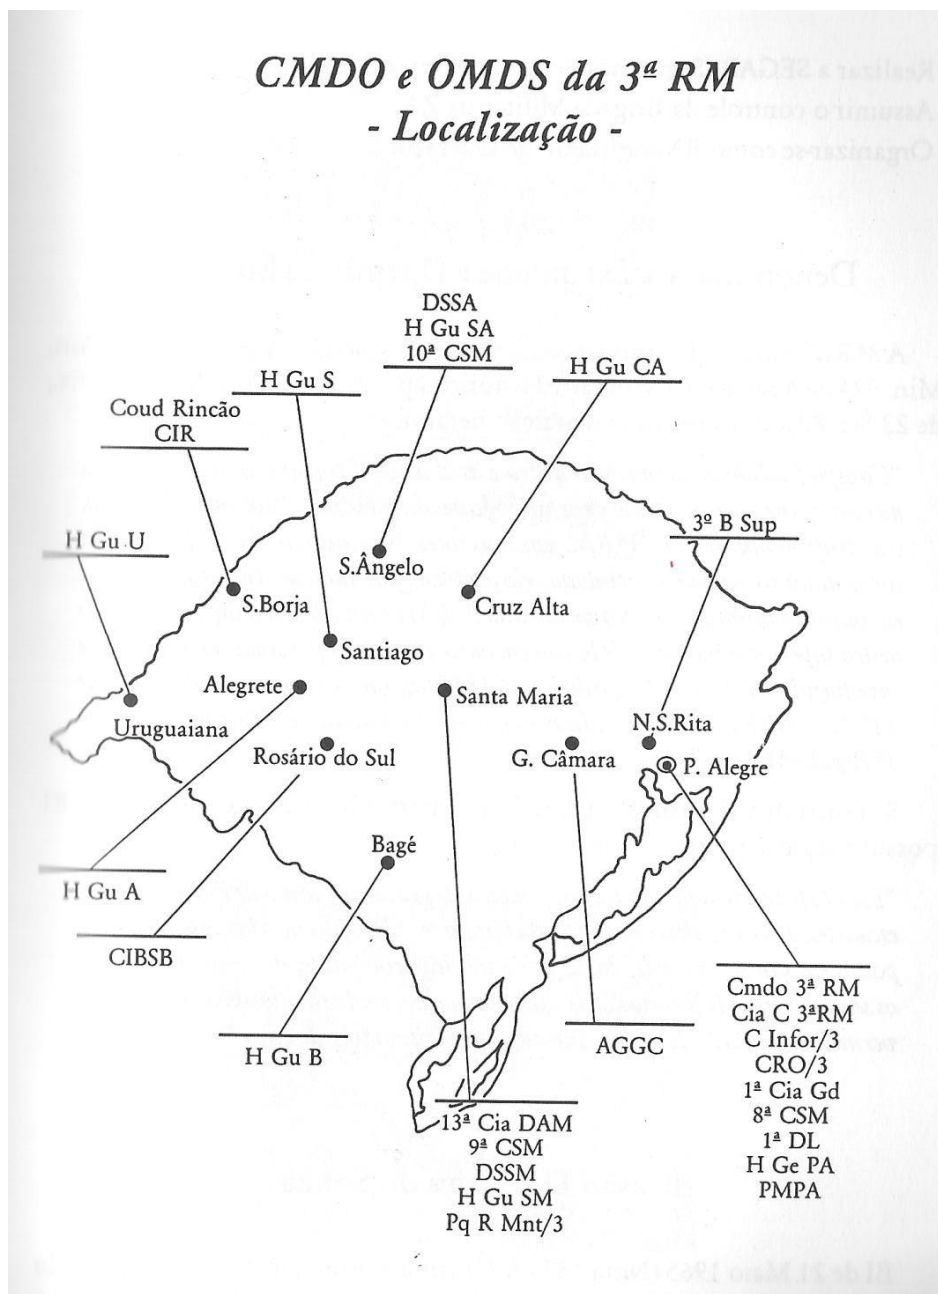 CMDO e OMDS da 3ª RM
- Localização -
DSSA
H Gu SA
10ª CSM
H Gu S
H Gu CA
Coud Rincão
CIR
3º B Sup
H Gu U
S.Ângelo
S.Borja
Cruz Alta
Santiago
Alegrete
Santa Maria
Uruguaiana
N.S.Rita
Rosário do Sul
G. Câmara
P. Alegre
Bagé
H Gu A
CIBSB
H Gu B
AGGC
Cmdo 3ª RM
Cia C 3ªRM
C Infor/3
CRO/3
1ª Cia Gd
8ª CSM
1ª DL
H Ge PA
PMPA
13ª Cia DAM
9ª CSM
DSSM
H Gu SM
Pq R Mnt/3